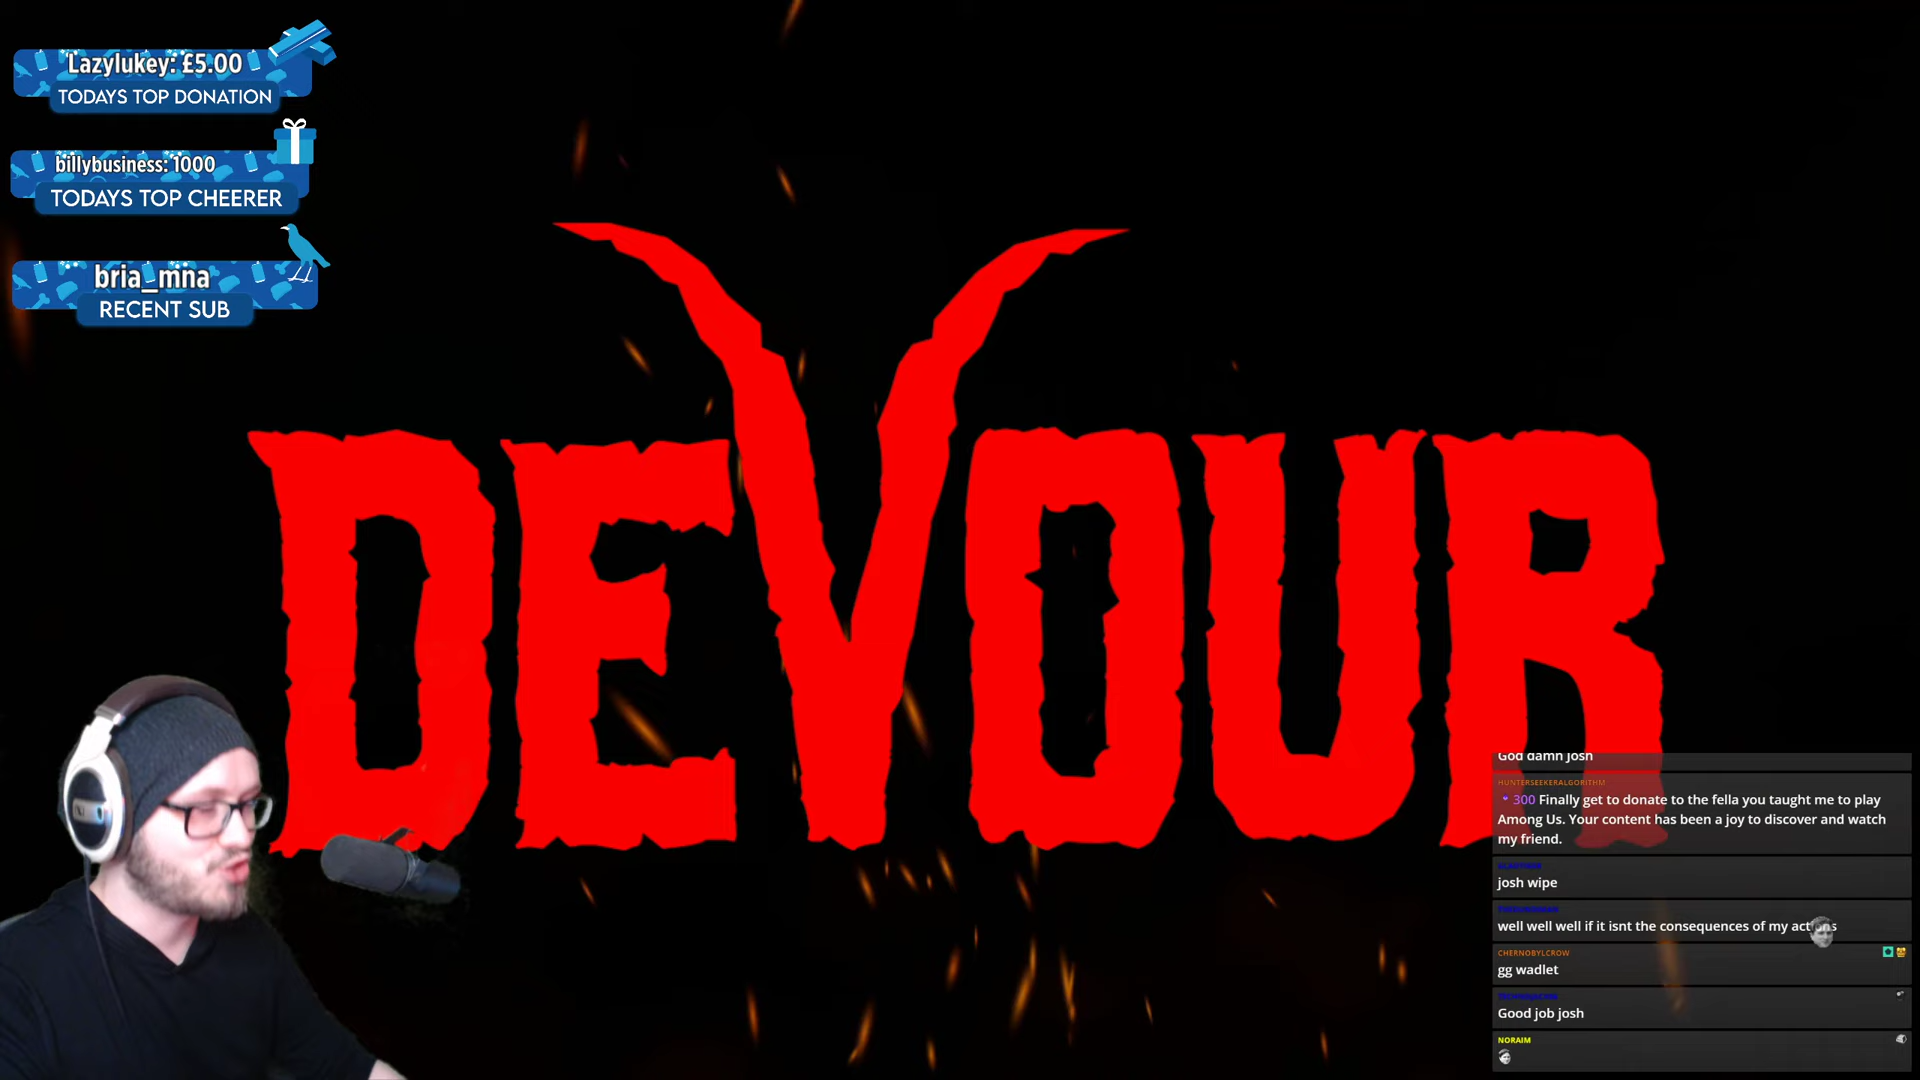 Lazylukey: £5.00
TODAYS TOP DONATION
billybusiness: 1000
TODAYS TOP CHEERER
bria_mna
RECENT SUB
DEVOUR
God damn Josh
HUNTERSEEKERALGORITHM
300 Finally get to donate to the fella you taught me to play
Among Us. Your content has been a joy to discover and watch
my friend.
josh wipe
well well well if it isnt the consequences of my actions
CHERNOBYLCROW
gg wadlet
Good job josh
NORAIM